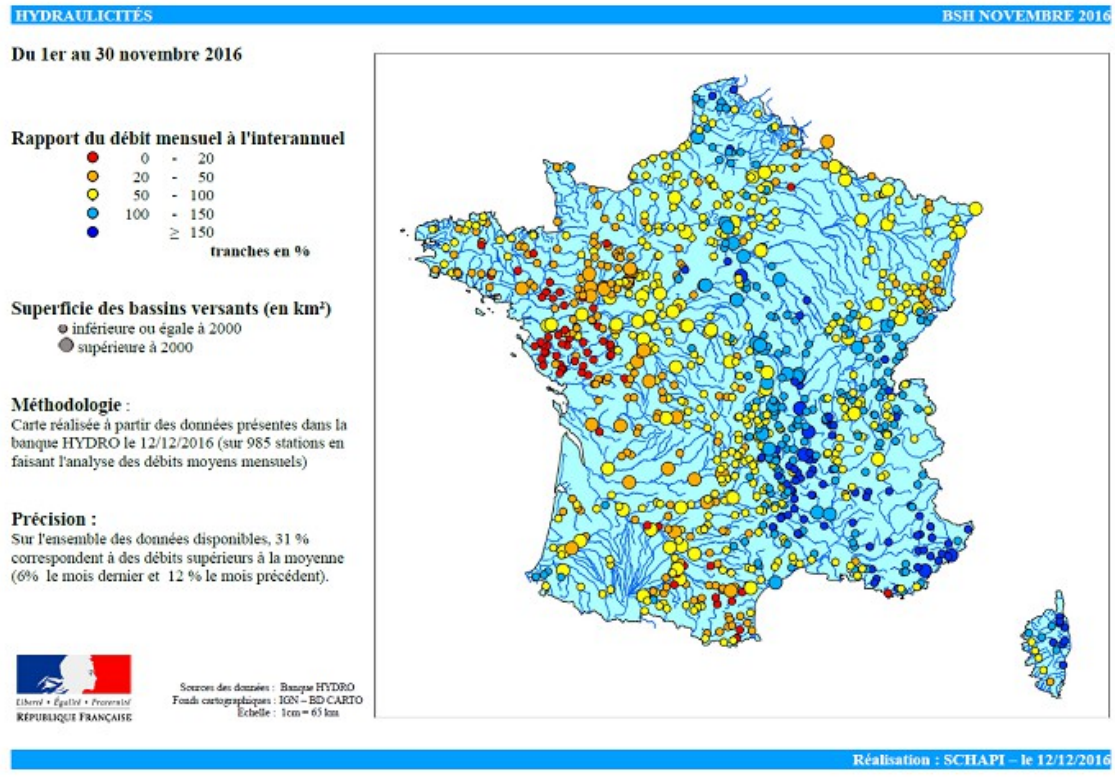 HYDRAULICITÉS
BSH NOVEMBRE 2016
Du 1er au 30 novembre 2016
Rapport du débit mensuel à l'interannuel
0 - 20
20 - 50
50 - 100
100 - 150
≥ 150
tranches en %
Superficie des bassins versants (en km²)
inférieure ou égale à 2000
supérieure à 2000
Méthodologie :
Carte réalisée à partir des données présentes dans la
banque HYDRO le 12/12/2016 (sur 985 stations en
faisant l'analyse des débits moyens mensuels)
Précision :
Sur l'ensemble des données disponibles, 31 %
correspondent à des débits supérieurs à la moyenne
(6% le mois dernier et 12 % le mois précédent).
Liberté • Égalité • Fraternité
RÉPUBLIQUE FRANÇAISE
Sources des données : Banque HYDRO
Fonds cartographiques : IGN – BD CARTO
Echelle : 1cm = 65 km
Réalisation : SCHAPI – le 12/12/2016